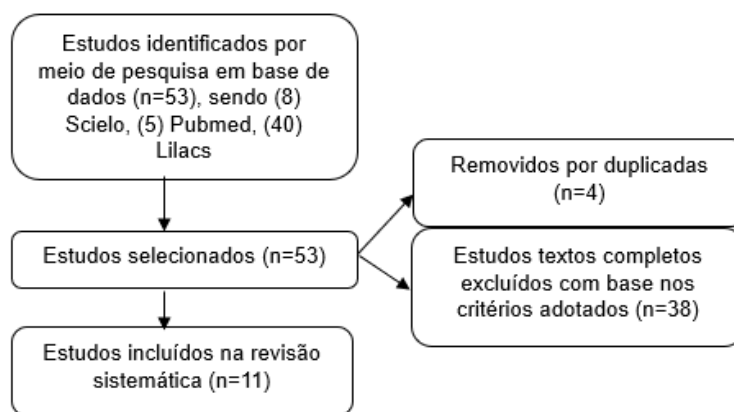 Estudos identificados por
meio de pesquisa em base de
dados (n=53), sendo (8)
Scielo, (5) Pubmed, (40)
Lilacs
Removidos por duplicadas
(n=4)
Estudos selecionados (n=53)
Estudos textos completos
excluídos com base nos
critérios adotados (n=38)
Estudos incluídos na revisão
sistemática (n=11)